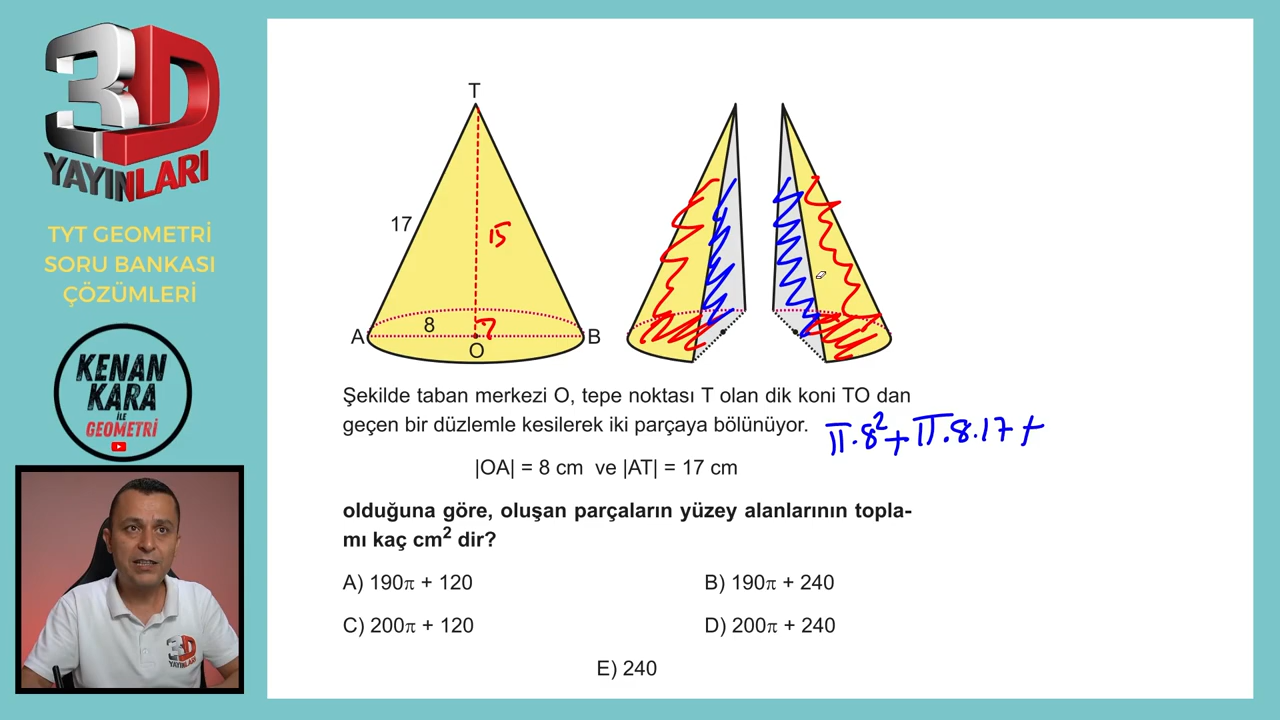 3D
YAYINLARI
TYT GEOMETRİ
SORU BANKASI
ÇÖZÜMLERİ
KENAN
KARA
İLE
GEOMETRİ
3D
YAYINLARI
T
17
15
A
8
B
O
Şekilde taban merkezi O, tepe noktası T olan dik koni TO dan
geçen bir düzlemle kesilerek iki parçaya bölünüyor.
π.8² + π.8.17 +
|OA| = 8 cm ve |AT| = 17 cm
olduğuna göre, oluşan parçaların yüzey alanlarının topla-
mı kaç cm² dir?
A) 190π + 120
B) 190π + 240
C) 200π + 120
D) 200π + 240
E) 240